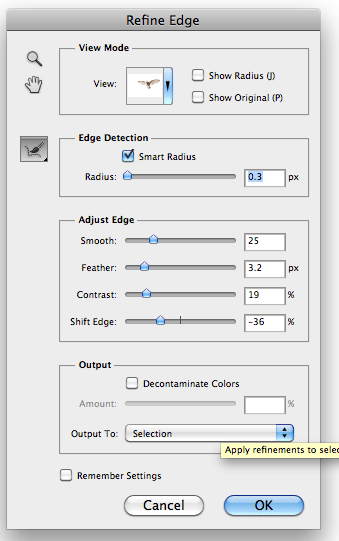 Refine Edge
View Mode
View:
Show Radius (J)
Show Original (P)
Edge Detection
Smart Radius
Radius: 0.3 px
Adjust Edge
Smooth: 25
Feather: 3.2 px
Contrast: 19 %
Shift Edge: -36 %
Output
Decontaminate Colors
Amount: %
Output To: Selection
Apply refinements to selec
Remember Settings
Cancel OK